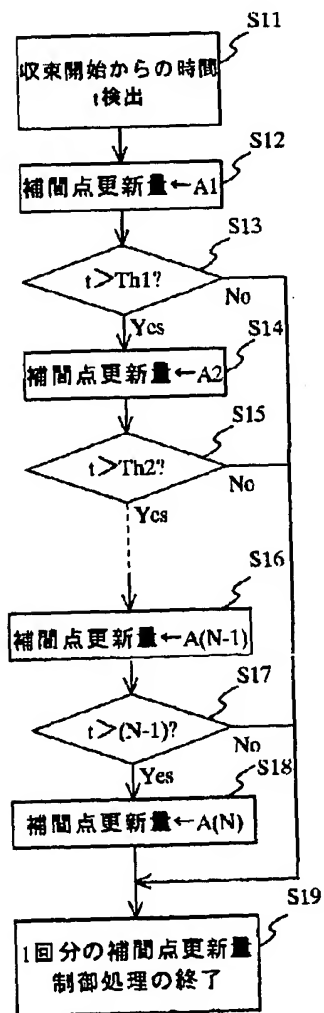 S11
収束開始からの時間
t検出
S12
補間点更新量←A1
S13
t>Th1?
No
Yes
S14
補間点更新量←A2
S15
t>Th2?
No
Yes
S16
補間点更新量←A(N-1)
S17
t>(N-1)?
No
Yes
S18
補間点更新量←A(N)
S19
1回分の補間点更新量
制御処理の終了